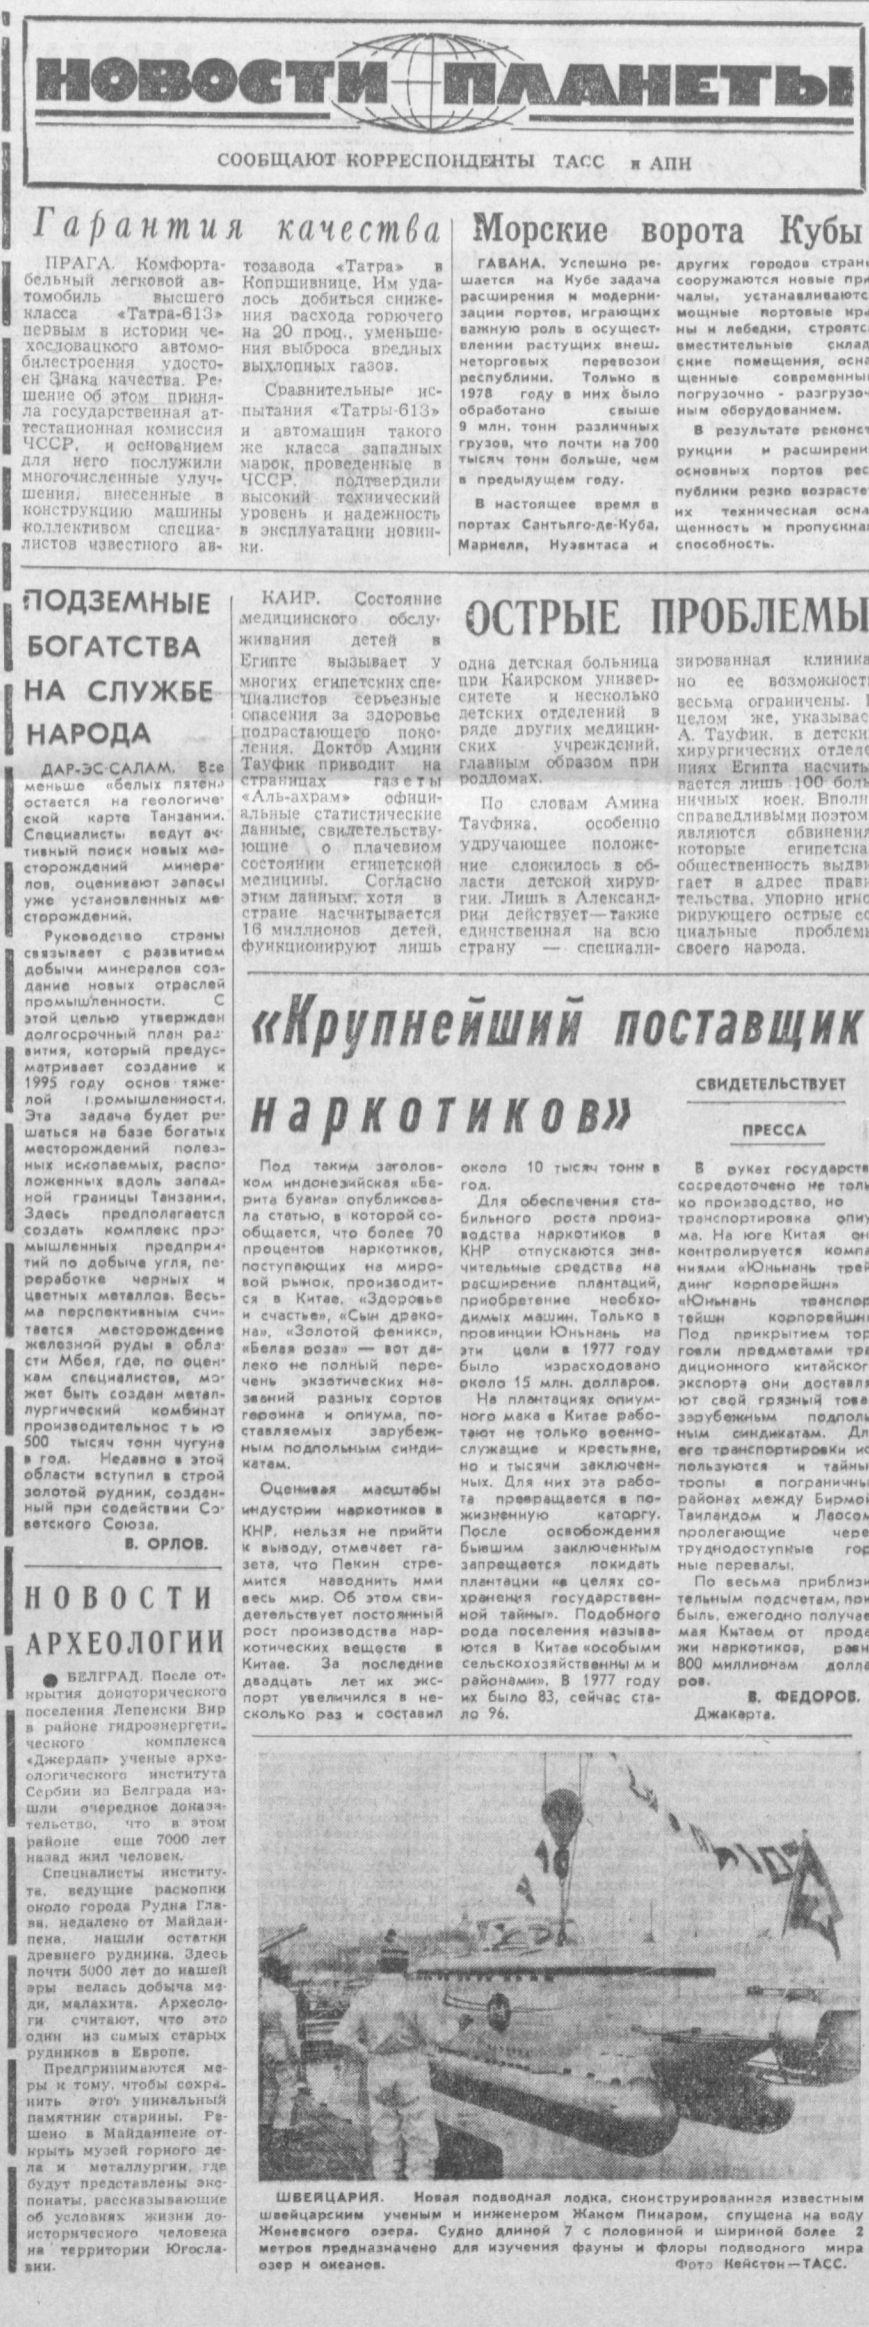 НОВОСТИ ПЛАНЕТЫ
СООБЩАЮТ КОРРЕСПОНДЕНТЫ ТАСС и АПН
Гарантия качества
ПРАГА. Комфорта-
бельный легковой ав-
томобиль высшего
класса «Татра-613»
первым в истории че-
хословацкого автомо-
билестроения удосто-
ен Знака качества. Ре-
шение об этом приня-
ла государственная ат-
тестационная комиссия
ЧССР, и основанием
для него послужили
многочисленные улуч-
шения, внесенные в
конструкцию машины
коллективом специа-
листов известного ав-
тозавода «Татра» в
Копршивнице. Им уда-
лось добиться сниже-
ния расхода горючего
на 20 проц., уменьше-
ния выброса вредных
выхлопных газов.
Сравнительные ис-
пытания «Татры-613»
и автомашин такого
же класса западных
марок, проведенные в
ЧССР, подтвердили
высокий технический
уровень и надежность
в эксплуатации новин-
ки.
Морские ворота Кубы
ГАВАНА. Успешно ре-
шается на Кубе задача
расширения и модерни-
зации портов, играющих
важную роль в осущест-
влении растущих внеш-
неторговых перевозок
республики. Только в
1978 году в них было
обработано свыше
9 млн. тонн различных
грузов, что почти на 700
тысяч тонн больше, чем
в предыдущем году.
В настоящее время в
портах Сантьяго-де-Куба,
Мариеля, Нуэвитаса и
других городов страны
сооружаются новые при
чалы, устанавливаютс
мощные портовые кра
ны и лебедки, строятс
вместительные склад
ские помещения, осна
щенные современным
погрузочно - разгрузоч
ным оборудованием.
В результате реконст
рукции и расширени
основных портов рес
публики резко возрасте
их техническая осна
щенность и пропускна
способность.
ПОДЗЕМНЫЕ
БОГАТСТВА
НА СЛУЖБЕ
НАРОДА
ДАР-ЭС-САЛАМ. Все
меньше «белых пятен»
остается на геологиче-
ской карте Танзании.
Специалисты ведут ак-
тивный поиск новых ме-
сторождений минера-
лов, оценивают запасы
уже установленных ме-
сторождений.
Руководство страны
связывает с развитием
добычи минералов соз-
дание новых отраслей
промышленности. С
этой целью утвержден
долгосрочный план раз-
вития, который предус-
матривает создание к
1995 году основ тяже-
лой промышленности.
Эта задача будет ре-
шаться на базе богатых
месторождений полез-
ных ископаемых, распо-
ложенных вдоль запад-
ной границы Танзании.
Здесь предполагается
создать комплекс про-
мышленных предприя-
тий по добыче угля, пе-
реработке черных и
цветных металлов. Весь-
ма перспективным счи-
тается месторождение
железной руды в обла-
сти Мбея, где, по оцен-
кам специалистов, мо-
жет быть создан метал-
лургический комбинат
производительностью
500 тысяч тонн чугуна
в год. Недавно в этой
области вступил в строй
золотой рудник, создан-
ный при содействии Со-
ветского Союза.
В. ОРЛОВ.
ОСТРЫЕ ПРОБЛЕМЫ
КАИР. Состояние
медицинского обслу-
живания детей в
Египте вызывает у
многих египетских спе-
циалистов серьезные
опасения за здоровье
подрастающего поко-
ления. Доктор Амини
Тауфик приводит на
страницах газеты
«Аль-ахрам» офици-
альные статистические
данные, свидетельству-
ющие о плачевном
состоянии египетской
медицины. Согласно
этим данным, хотя в
стране насчитывается
16 миллионов детей,
функционируют лишь
одна детская больница
при Каирском универ-
ситете и несколько
детских отделений в
ряде других медицин-
ских учреждений,
главным образом при
роддомах.
По словам Амина
Тауфика, особенно
удручающее положе-
ние сложилось в об-
ласти детской хирур-
гии. Лишь в Александ-
рии действует—также
единственная на всю
страну — специали-
зированная клиника
но ее возможност
весьма ограничены.
целом же, указывае
А. Тауфик, в детски
хирургических отделе
ниях Египта насчиты
вается лишь 100 боль
ничных коек. Вполн
справедливыми поэтом
являются обвинения
которые египетска
общественность выдви
гает в адрес прави
тельства, упорно игно
рирующего острые со
циальные проблемы
своего народа.
«Крупнейший поставщик
наркотиков»
СВИДЕТЕЛЬСТВУЕТ
ПРЕССА
Под таким заголов-
ком индонезийская «Бе-
рита буана» опубликова-
ла статью, в которой со-
общается, что более 70
процентов наркотиков,
поступающих на миро-
вой рынок, производит-
ся в Китае. «Здоровье
и счастье», «Сын драко-
на», «Золотой феникс»,
«Белая роза» — вот да-
леко не полный пере-
чень экзотических на-
званий разных сортов
героина и опиума, по-
ставляемых зарубеж-
ным подпольным синди-
катам.
Оценивая масштабы
индустрии наркотиков в
КНР, нельзя не прийти
к выводу, отмечает га-
зета, что Пекин стре-
мится наводнить ими
весь мир. Об этом сви-
детельствует постоянный
рост производства нар-
котических веществ в
Китае. За последние
двадцать лет их экс-
порт увеличился в не-
сколько раз и составил
около 10 тысяч тонн в
год.
Для обеспечения ста-
бильного роста произ-
водства наркотиков в
КНР отпускаются зна-
чительные средства на
расширение плантаций,
приобретение необхо-
димых машин. Только в
провинции Юньнань на
эти цели в 1977 году
было израсходовано
около 15 млн. долларов.
На плантациях опиум-
ного мака в Китае рабо-
тают не только военно-
служащие и крестьяне,
но и тысячи заключен-
ных. Для них эта рабо-
та превращается в по-
жизненную каторгу.
После освобождения
бывшим заключенным
запрещается покидать
плантации «в целях со-
хранения государствен-
ной тайны». Подобного
рода поселения называ-
ются в Китае «особыми
сельскохозяйственными
районами». В 1977 году
их было 83, сейчас ста-
ло 96.
В руках государств
сосредоточено не толь
ко производство, но
транспортировка опиу
ма. На юге Китая он
контролируется компа
ниями «Юньнань трей
динг корпорейшн»
«Юньнань транспор
тейшн корпорейшн
Под прикрытием тор
говли предметами тра
диционного китайског
экспорта они доставля
ют свой грязный това
зарубежным подполь
ным синдикатам. Дл
его транспортировки ис
пользуются и тайны
тропы в пограничны
районах между Бирмой
Таиландом и Лаосом
пролегающие чере
труднодоступные гор
ные перевалы.
По весьма приблизи
тельным подсчетам, при
быль, ежегодно получае
мая Китаем от прода
жи наркотиков, равн
800 миллионам долла
ров.
В. ФЕДОРОВ.
Джакарта.
НОВОСТИ
АРХЕОЛОГИИ
● БЕЛГРАД. После от-
крытия доисторического
поселения Лепенски Вир
в районе гидроэнергети-
ческого комплекса
«Джердап» ученые архе-
ологического института
Сербии из Белграда на-
шли очередное доказа-
тельство, что в этом
районе еще 7000 лет
назад жил человек.
Специалисты институ-
та, ведущие раскопки
около города Рудна Гла-
ва, недалеко от Майдан-
пека, нашли остатки
древнего рудника. Здесь
почти 5000 лет до нашей
эры велась добыча ме-
ди, малахита. Археоло-
ги считают, что это
один из самых старых
рудников в Европе.
Предпринимаются ме-
ры к тому, чтобы сохра-
нить этот уникальный
памятник старины. Ре-
шено в Майданпеке от-
крыть музей горного де-
ла и металлургии, где
будут представлены экс-
понаты, рассказывающие
об условиях жизни до-
исторического человека
на территории Югосла-
вии.
ШВЕЙЦАРИЯ. Новая подводная лодка, сконструированная известным
швейцарским ученым и инженером Жаком Пикаром, спущена на воду
Женевского озера. Судно длиной 7 с половиной и шириной более 2
метров предназначено для изучения фауны и флоры подводного мира
озер и океанов.
Фото Кейстон—ТАСС.